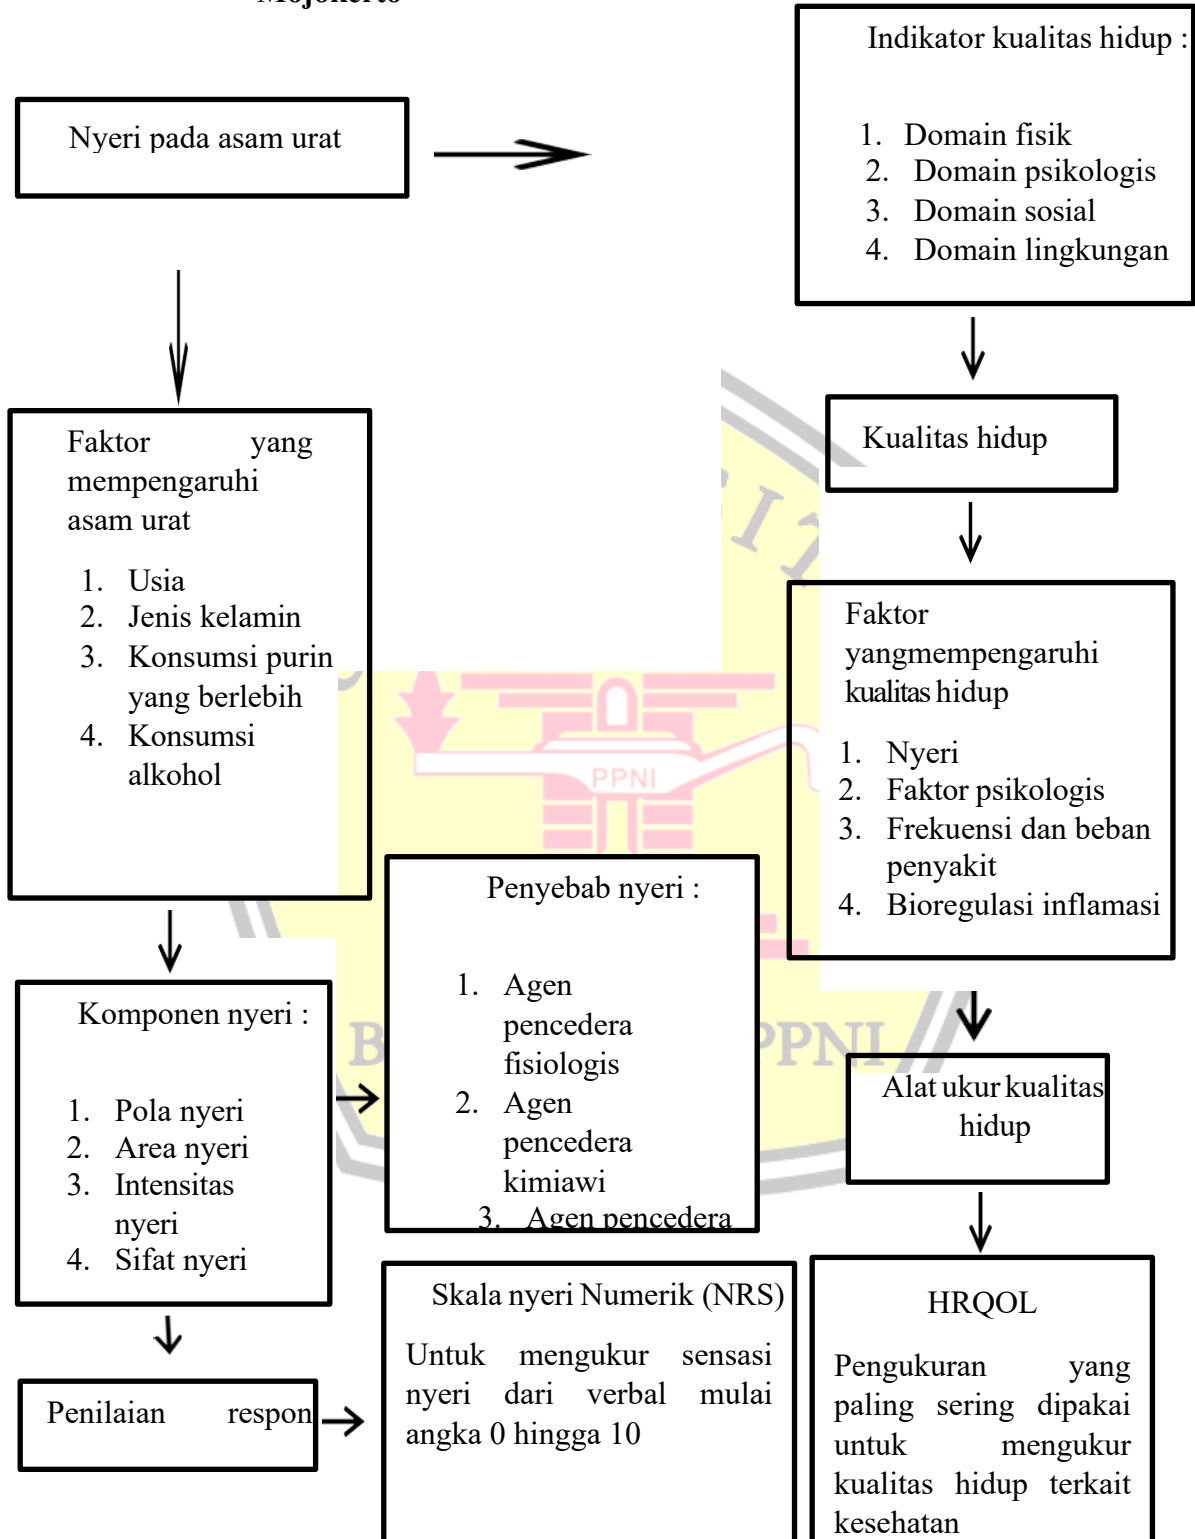 Mojokerto
Nyeri pada asam urat
Indikator kualitas hidup :
1. Domain fisik
2. Domain psikologis
3. Domain sosial
4. Domain lingkungan
Faktor yang
mempengaruhi
asam urat
1. Usia
2. Jenis kelamin
3. Konsumsi purin
yang berlebih
4. Konsumsi
alkohol
Kualitas hidup
Faktor
yangmempengaruhi
kualitas hidup
1. Nyeri
2. Faktor psikologis
3. Frekuensi dan beban
penyakit
4. Bioregulasi inflamasi
PPNI
Komponen nyeri :
1. Pola nyeri
2. Area nyeri
3. Intensitas
nyeri
4. Sifat nyeri
Penyebab nyeri :
1. Agen
pencedera
fisiologis
2. Agen
pencedera
kimiawi
3. Agen pencedera
PPNI
Alat ukur kualitas
hidup
Penilaian respon
Skala nyeri Numerik (NRS)
Untuk mengukur sensasi
nyeri dari verbal mulai
angka 0 hingga 10
HRQOL
Pengukuran yang
paling sering dipakai
untuk mengukur
kualitas hidup terkait
kesehatan